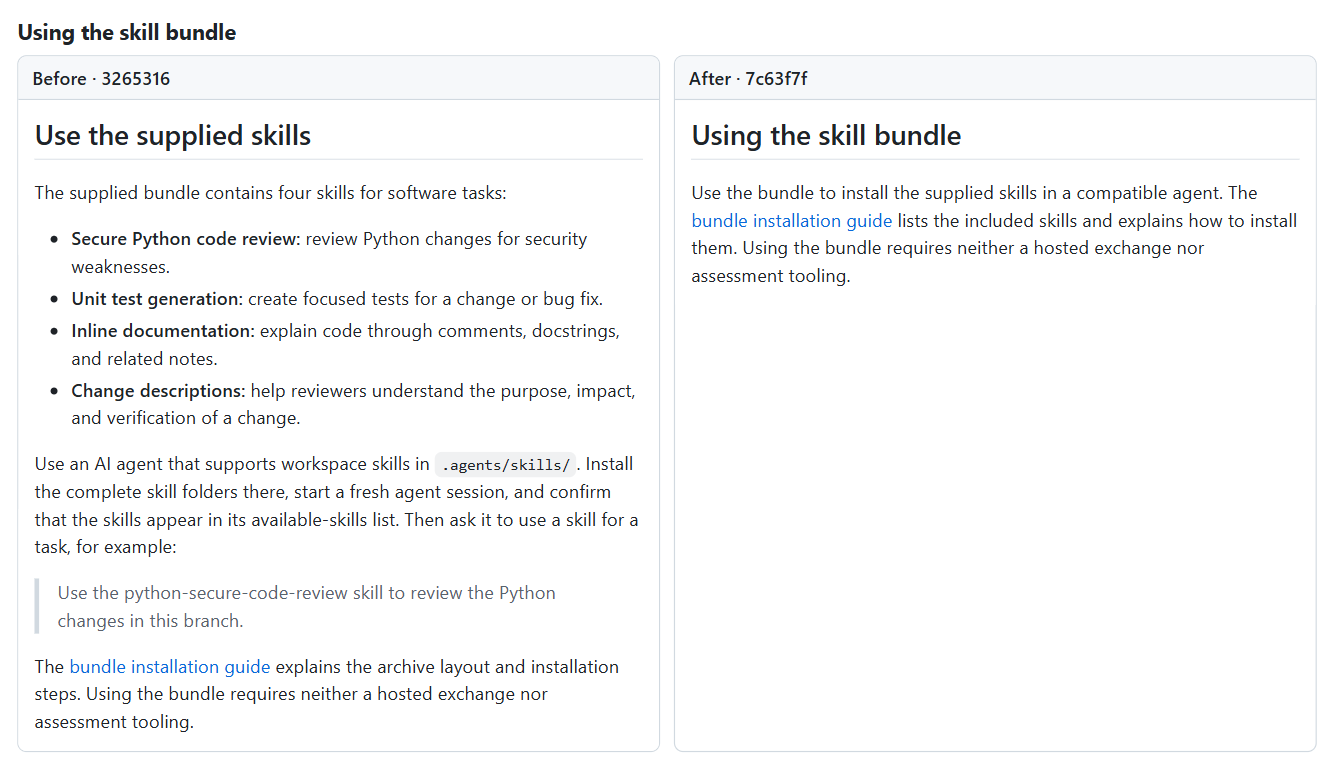 Using the skill bundle
Before · 3265316
Use the supplied skills
The supplied bundle contains four skills for software tasks:
• Secure Python code review: review Python changes for security
weaknesses.
• Unit test generation: create focused tests for a change or bug fix.
• Inline documentation: explain code through comments, docstrings,
and related notes.
• Change descriptions: help reviewers understand the purpose, impact,
and verification of a change.
Use an AI agent that supports workspace skills in .agents/skills/. Install
the complete skill folders there, start a fresh agent session, and confirm
that the skills appear in its available-skills list. Then ask it to use a skill for a
task, for example:
Use the python-secure-code-review skill to review the Python
changes in this branch.
The bundle installation guide explains the archive layout and installation
steps. Using the bundle requires neither a hosted exchange nor
assessment tooling.
After · 7c63f7f
Using the skill bundle
Use the bundle to install the supplied skills in a compatible agent. The
bundle installation guide lists the included skills and explains how to install
them. Using the bundle requires neither a hosted exchange nor
assessment tooling.